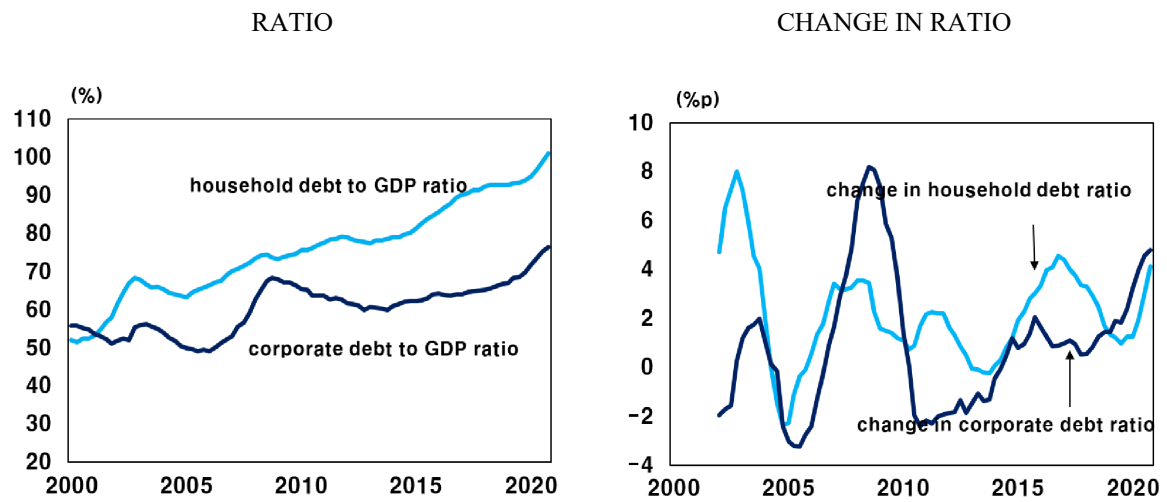 RATIO
(%)
110
100
90
80
70
60
50
40
30
20
household debt to GDP ratio
corporate debt to GDP ratio
2000 2005 2010 2015 2020
CHANGE IN RATIO
(%p)
10
8
6
4
2
0
−2
−4
change in household debt ratio
change in corporate debt ratio
2000 2005 2010 2015 2020